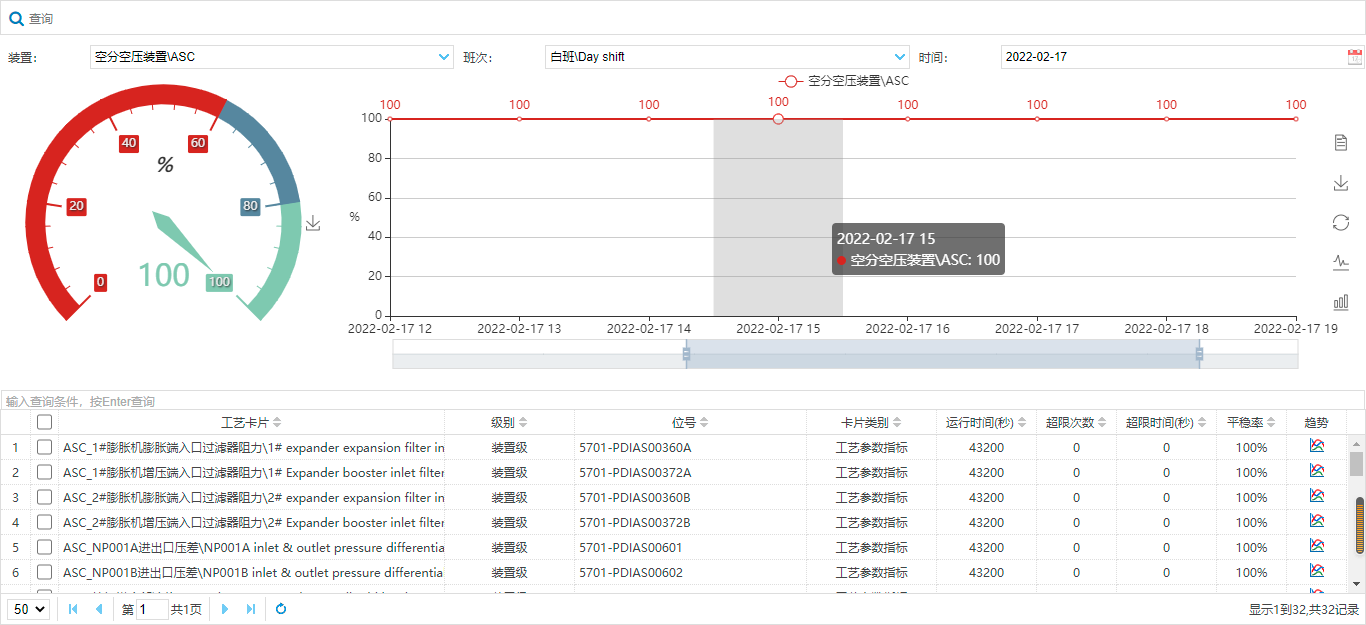 查询
装置：
空分空压装置\ASC
班次：
白班\Day shift
时间：
2022-02-17
空分空压装置\ASC
100 100 100 100 100 100 100 100
100
80
60
40
20
0
%
2022-02-17 15
空分空压装置\ASC: 100
2022-02-17 12 2022-02-17 13 2022-02-17 14 2022-02-17 15 2022-02-17 16 2022-02-17 17 2022-02-17 18 2022-02-17 19
40 60
%
20 80
0 100 100
输入查询条件，按Enter查询
工艺卡片 级别 位号 卡片类别 运行时间(秒) 超限次数 超限时间(秒) 平稳率 趋势
1 ASC_1#膨胀机膨胀端入口过滤器阻力\1# expander expansion filter in 装置级 5701-PDIAS00360A 工艺参数指标 43200 0 0 100%
2 ASC_1#膨胀机增压端入口过滤器阻力\1# Expander booster inlet filter 装置级 5701-PDIAS00372A 工艺参数指标 43200 0 0 100%
3 ASC_2#膨胀机膨胀端入口过滤器阻力\2# expander expansion filter in 装置级 5701-PDIAS00360B 工艺参数指标 43200 0 0 100%
4 ASC_2#膨胀机增压端入口过滤器阻力\2# Expander booster inlet filter 装置级 5701-PDIAS00372B 工艺参数指标 43200 0 0 100%
5 ASC_NP001A进出口压差\NP001A inlet & outlet pressure differentia 装置级 5701-PDIAS00601 工艺参数指标 43200 0 0 100%
6 ASC_NP001B进出口压差\NP001B inlet & outlet pressure differentia 装置级 5701-PDIAS00602 工艺参数指标 43200 0 0 100%
50 第 1 共1页 显示1到32,共32记录